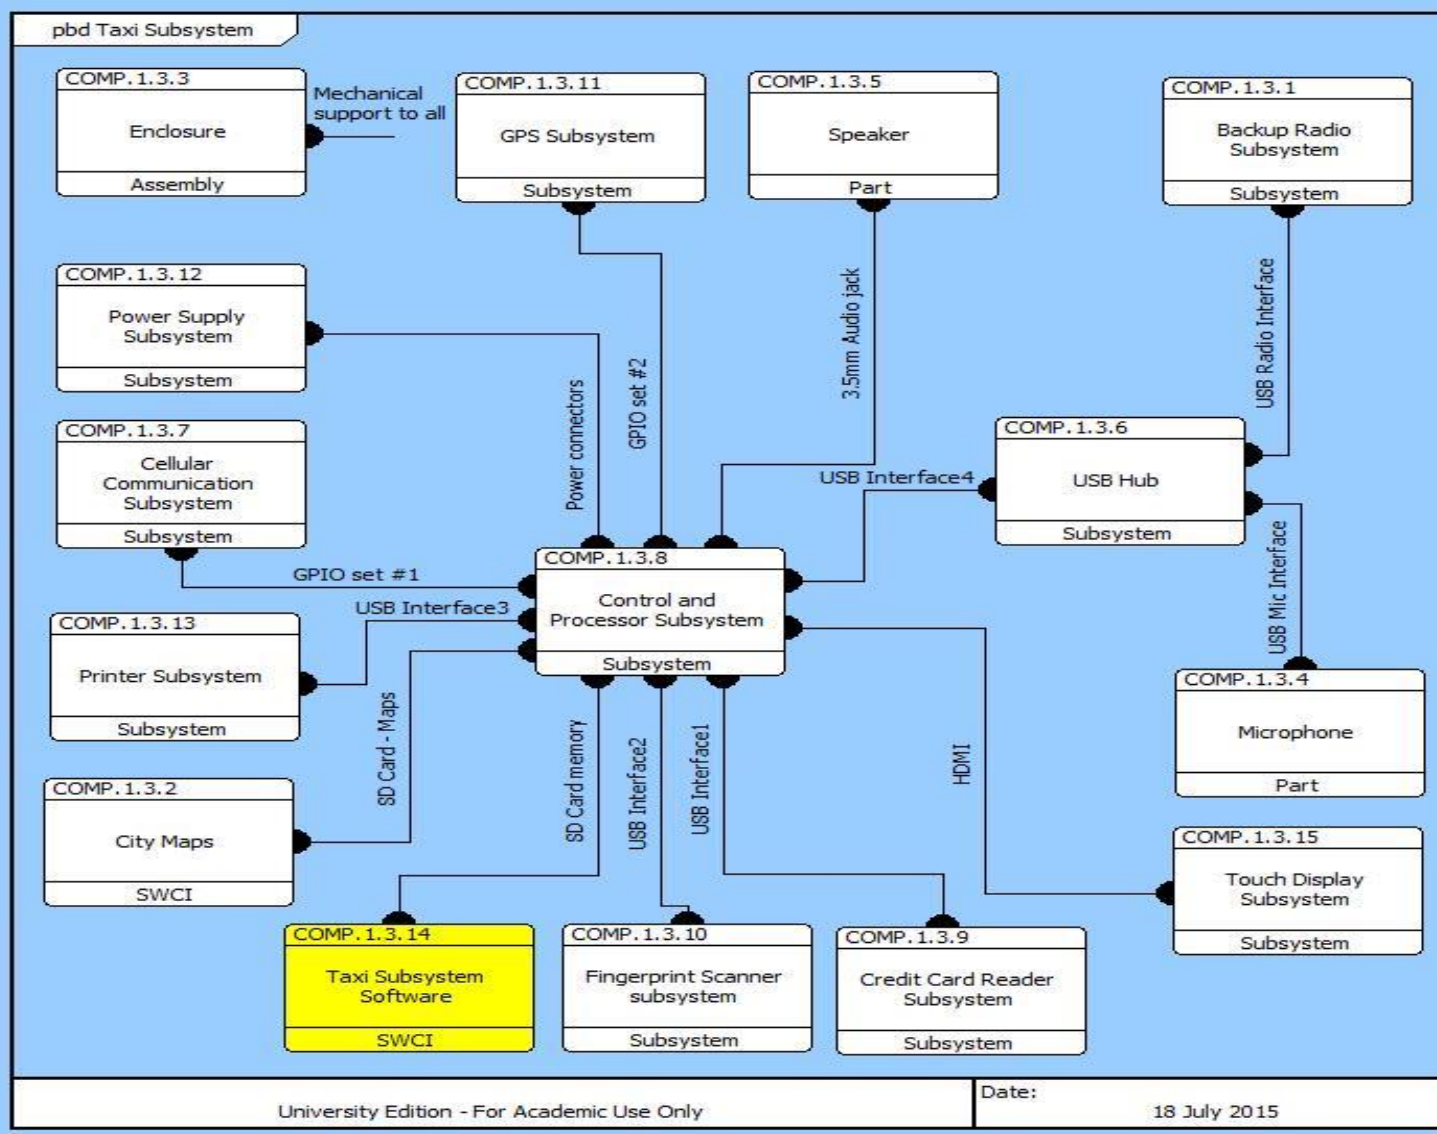 pbd Taxi Subsystem
COMP.1.3.3
Enclosure
Assembly
Mechanical
support to all
COMP.1.3.11
GPS Subsystem
Subsystem
COMP.1.3.5
Speaker
Part
COMP.1.3.1
Backup Radio
Subsystem
Subsystem
COMP.1.3.12
Power Supply
Subsystem
Subsystem
Power connectors
GPIO set #2
3.5mm Audio jack
USB Radio Interface
COMP.1.3.7
Cellular
Communication
Subsystem
Subsystem
GPIO set #1
USB Interface4
COMP.1.3.6
USB Hub
Subsystem
USB Mic Interface
COMP.1.3.8
Control and
Processor Subsystem
Subsystem
USB Interface3
COMP.1.3.13
Printer Subsystem
Subsystem
SD Card - Maps
SD Card memory
USB Interface2
USB Interface1
HDMI
COMP.1.3.4
Microphone
Part
COMP.1.3.2
City Maps
SWCI
COMP.1.3.15
Touch Display
Subsystem
Subsystem
COMP.1.3.14
Taxi Subsystem
Software
SWCI
COMP.1.3.10
Fingerprint Scanner
subsystem
Subsystem
COMP.1.3.9
Credit Card Reader
Subsystem
Subsystem
University Edition - For Academic Use Only
Date:
18 July 2015